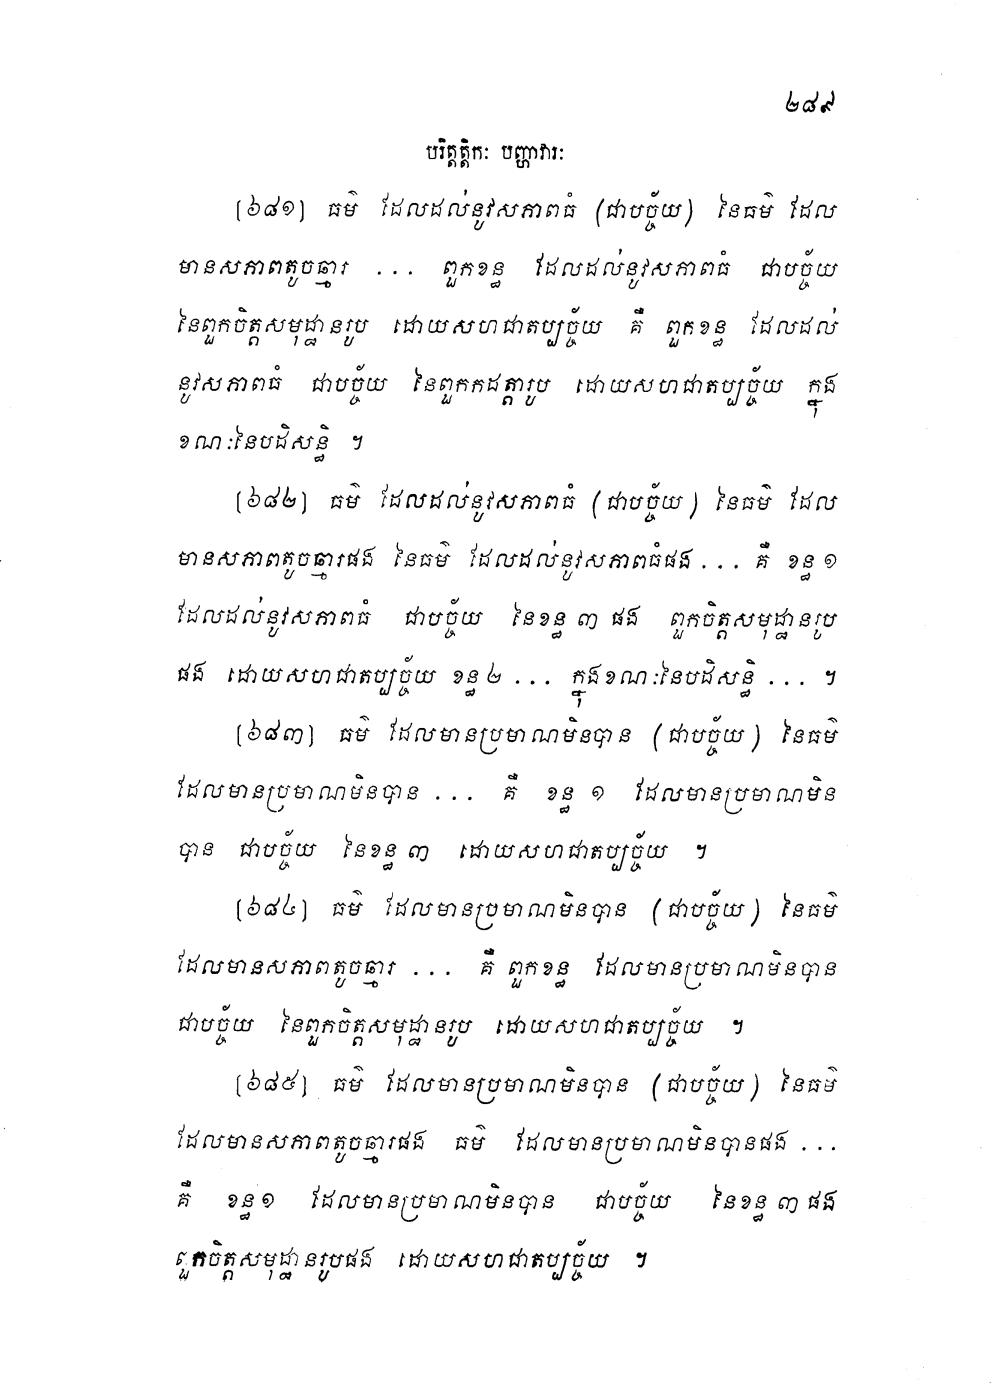 ២៨៩
បរិត្តត្តិកៈ បញ្ហាវារៈ
[៦៨១] ធម៌ ដែលដល់នូវសភាពធំ (ជាបច្ច័យ) នៃធម៌ ដែល
មានសភាពតូចឆ្មារ ... ពួកខន្ធ ដែលដល់នូវសភាពធំ ជាបច្ច័យ
នៃពួកចិត្តសមុដ្ឋានរូប ដោយសហជាតប្បច្ច័យ គឺ ពួកខន្ធ ដែលដល់
នូវសភាពធំ ជាបច្ច័យ នៃពួកកដត្តារូប ដោយសហជាតប្បច្ច័យ ក្នុង
ខណៈនៃបដិសន្ធិ ។
[៦៨២] ធម៌ ដែលដល់នូវសភាពធំ (ជាបច្ច័យ) នៃធម៌ ដែល
មានសភាពតូចឆ្មារផង នៃធម៌ ដែលដល់នូវសភាពធំផង ... គឺ ខន្ធ ១
ដែលដល់នូវសភាពធំ ជាបច្ច័យ នៃខន្ធ ៣ ផង ពួកចិត្តសមុដ្ឋានរូប
ផង ដោយសហជាតប្បច្ច័យ ខន្ធ ២ ... ក្នុងខណៈនៃបដិសន្ធិ ... ។
[៦៨៣] ធម៌ ដែលមានប្រមាណមិនបាន (ជាបច្ច័យ) នៃធម៌
ដែលមានប្រមាណមិនបាន ... គឺ ខន្ធ ១ ដែលមានប្រមាណមិន
បាន ជាបច្ច័យ នៃខន្ធ ៣ ដោយសហជាតប្បច្ច័យ ។
[៦៨៤] ធម៌ ដែលមានប្រមាណមិនបាន (ជាបច្ច័យ) នៃធម៌
ដែលមានសភាពតូចឆ្មារ ... គឺ ពួកខន្ធ ដែលមានប្រមាណមិនបាន
ជាបច្ច័យ នៃពួកចិត្តសមុដ្ឋានរូប ដោយសហជាតប្បច្ច័យ ។
[៦៨៥] ធម៌ ដែលមានប្រមាណមិនបាន (ជាបច្ច័យ) នៃធម៌
ដែលមានសភាពតូចឆ្មារផង ធម៌ ដែលមានប្រមាណមិនបានផង ...
គឺ ខន្ធ ១ ដែលមានប្រមាណមិនបាន ជាបច្ច័យ នៃខន្ធ ៣ ផង
ពួកចិត្តសមុដ្ឋានរូបផង ដោយសហជាតប្បច្ច័យ ។